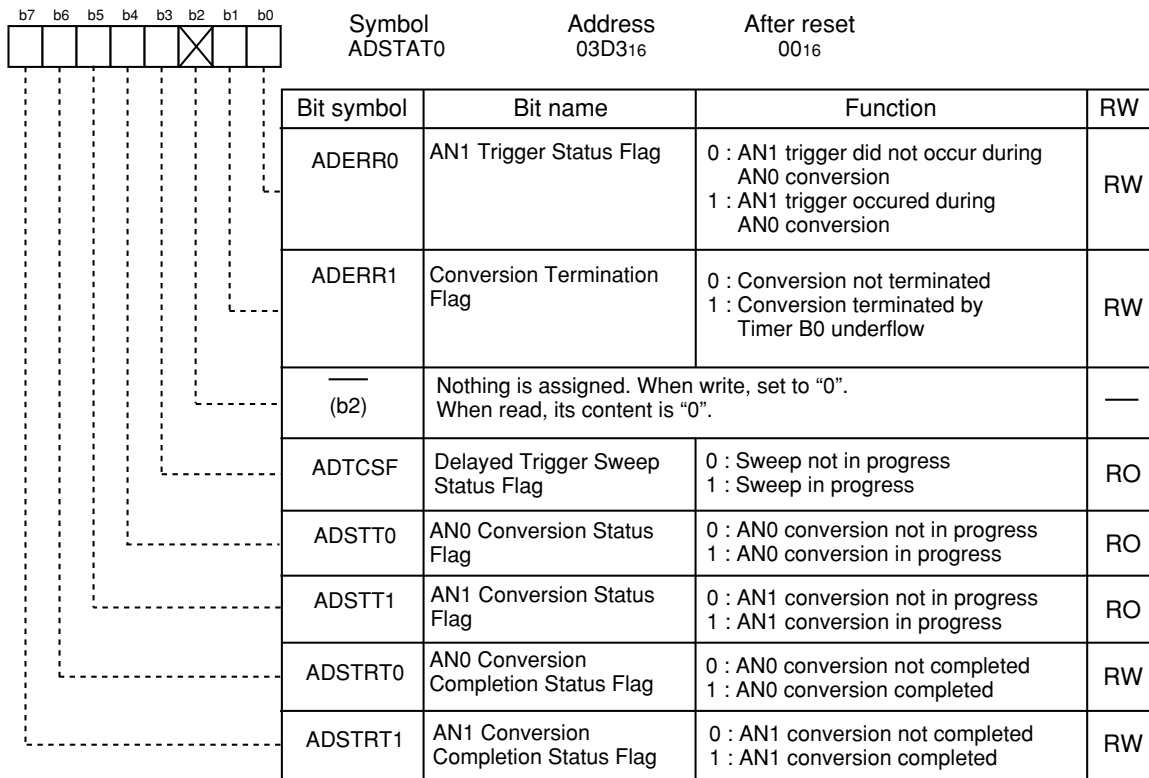 b7 b6 b5 b4 b3 b2 b1 b0
Symbol Address After reset
ADSTAT0 03D316 0016
Bit symbol Bit name Function RW
ADERR0 AN1 Trigger Status Flag 0 : AN1 trigger did not occur during
AN0 conversion
1 : AN1 trigger occured during
AN0 conversion
RW
ADERR1 Conversion Termination
Flag
0 : Conversion not terminated
1 : Conversion terminated by
Timer B0 underflow
RW
(b2) Nothing is assigned. When write, set to “0”.
When read, its content is “0”.
—
ADTCSF Delayed Trigger Sweep
Status Flag
0 : Sweep not in progress
1 : Sweep in progress
RO
ADSTT0 AN0 Conversion Status
Flag
0 : AN0 conversion not in progress
1 : AN0 conversion in progress
RO
ADSTT1 AN1 Conversion Status
Flag
0 : AN1 conversion not in progress
1 : AN1 conversion in progress
RO
ADSTRT0 AN0 Conversion
Completion Status Flag
0 : AN0 conversion not completed
1 : AN0 conversion completed
RW
ADSTRT1 AN1 Conversion
Completion Status Flag
0 : AN1 conversion not completed
1 : AN1 conversion completed
RW